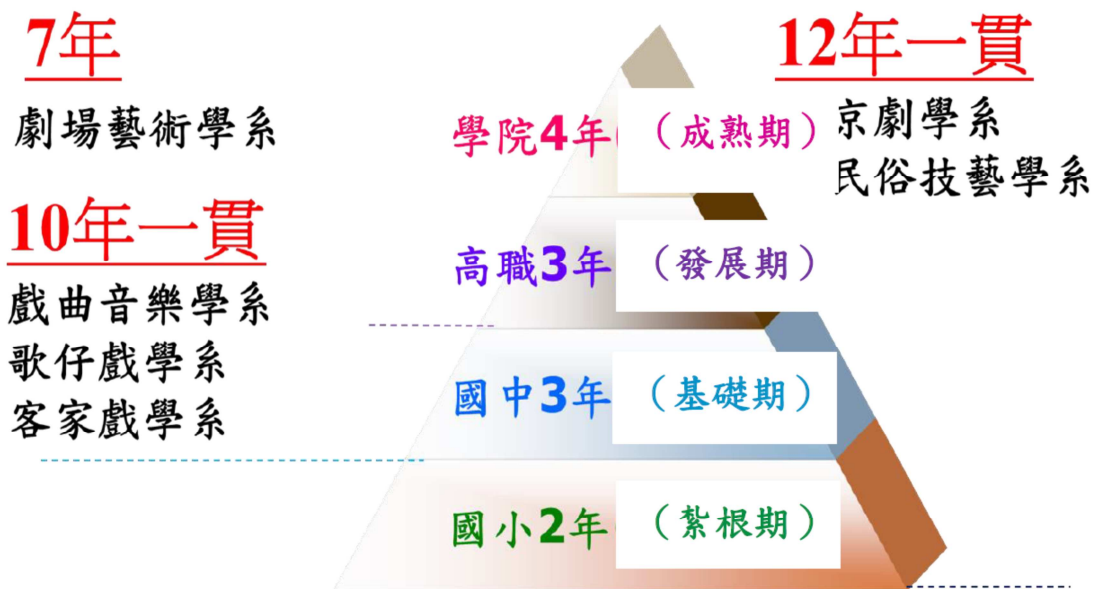 7年
劇場藝術學系
10年一貫
戲曲音樂學系
歌仔戲學系
客家戲學系
學院4年（成熟期）
高職3年（發展期）
國中3年（基礎期）
國小2年（紮根期）
12年一貫
京劇學系
民俗技藝學系